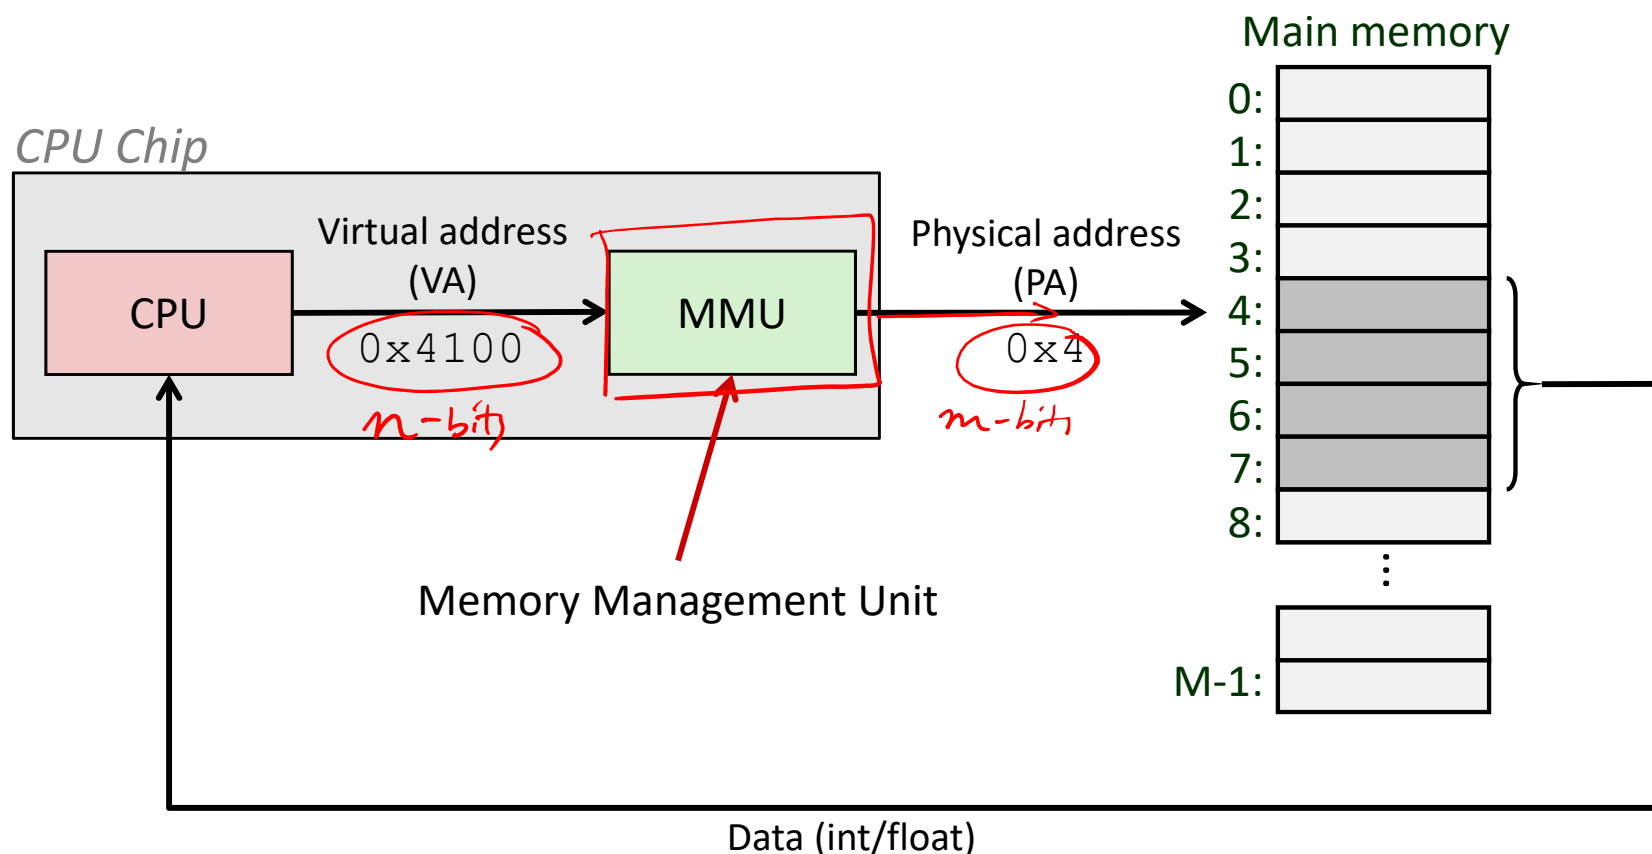 Main memory
CPU Chip
Virtual address
(VA)
Physical address
(PA)
CPU
MMU
0x4100
0x4
n-bits
m-bits
Memory Management Unit
0:
1:
2:
3:
4:
5:
6:
7:
8:
⋮
M-1:
Data (int/float)